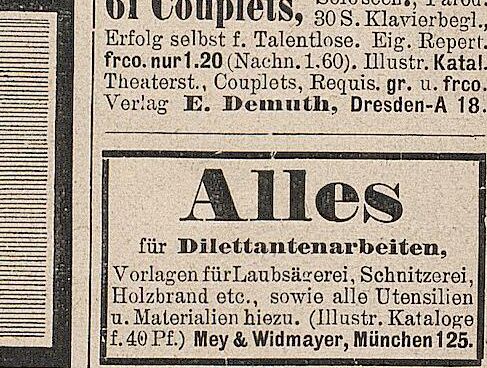 of Couplets,
30 S. Klavierbegl.,
Erfolg selbst f. Talentlose. Eig. Repert.
frco. nur 1.20 (Nachn. 1.60). Illustr. Katal.
Theaterst., Couplets, Requis. gr. u. frco.
Verlag E. Demuth, Dresden-A 18.
Alles
für Dilettantenarbeiten,
Vorlagen für Laubsägerei, Schnitzerei,
Holzbrand etc., sowie alle Utensilien
u. Materialien hiezu. (Illustr. Kataloge
f. 40 Pf.) Mey & Widmayer, München 125.